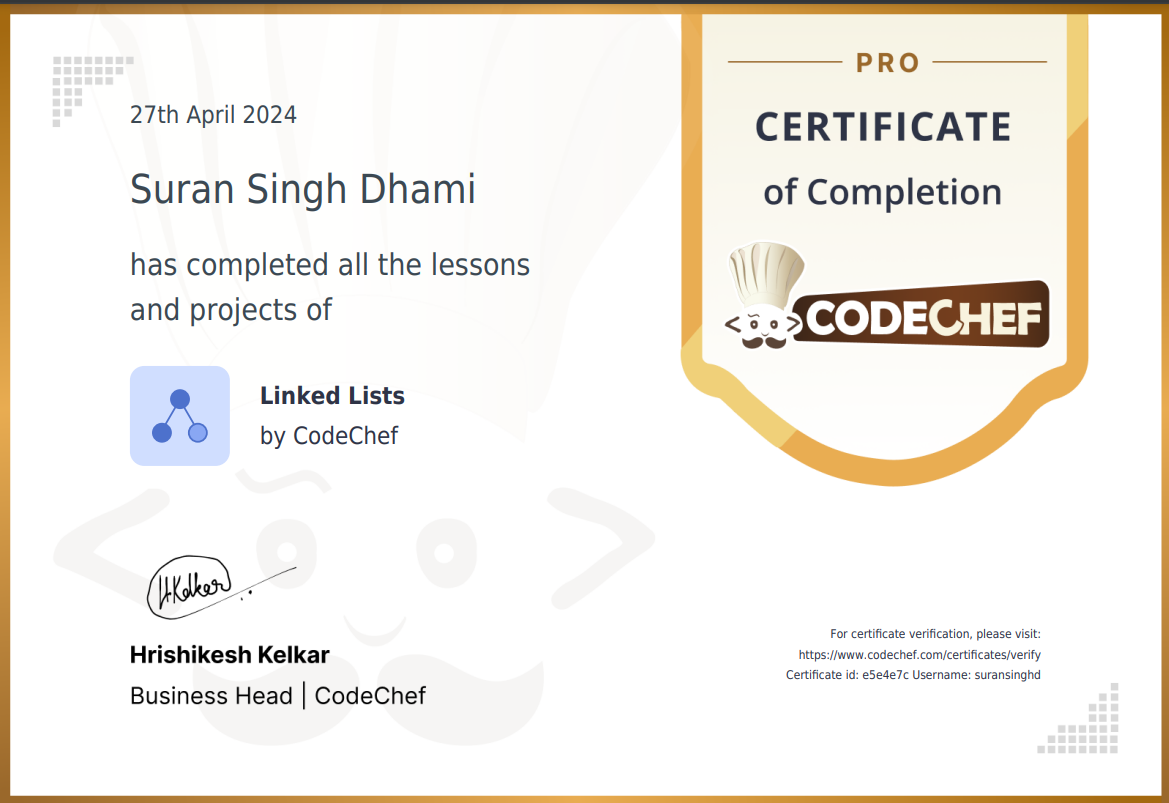 27th April 2024
Suran Singh Dhami
has completed all the lessons
and projects of
Linked Lists
by CodeChef
HKelkar
Hrishikesh Kelkar
Business Head | CodeChef
PRO
CERTIFICATE
of Completion
CODECHEF
For certificate verification, please visit:
https://www.codechef.com/certificates/verify
Certificate id: e5e4e7c Username: suransinghd